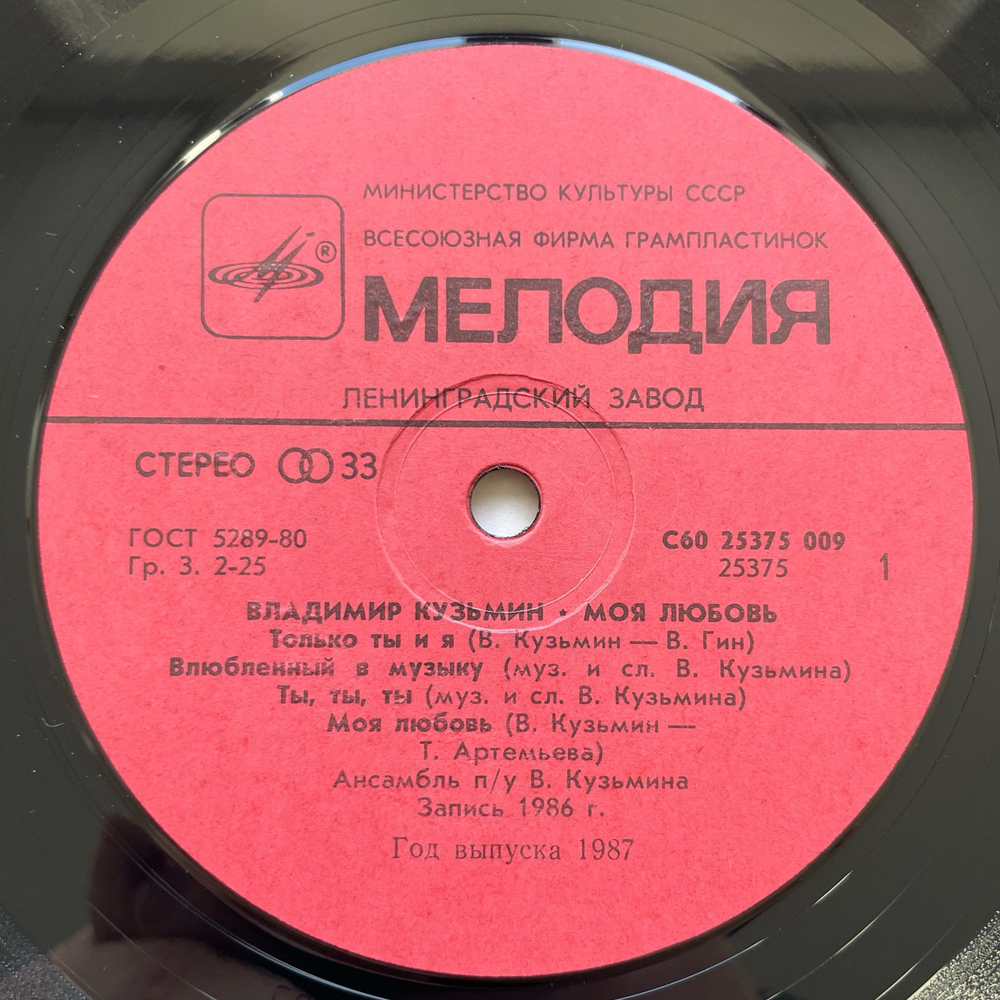 МИНИСТЕРСТВО КУЛЬТУРЫ СССР
ВСЕСОЮЗНАЯ ФИРМА ГРАМПЛАСТИНОК
®
МЕЛОДИЯ
ЛЕНИНГРАДСКИЙ ЗАВОД
СТЕРЕО 33
ГОСТ 5289-80
Гр. 3. 2-25
С60 25375 009
25375 1
ВЛАДИМИР КУЗЬМИН • МОЯ ЛЮБОВЬ
Только ты и я (В. Кузьмин — В. Гин)
Влюбленный в музыку (муз. и сл. В. Кузьмина)
Ты, ты, ты (муз. и сл. В. Кузьмина)
Моя любовь (В. Кузьмин —
Т. Артемьева)
Ансамбль п/у В. Кузьмина
Запись 1986 г.
Год выпуска 1987